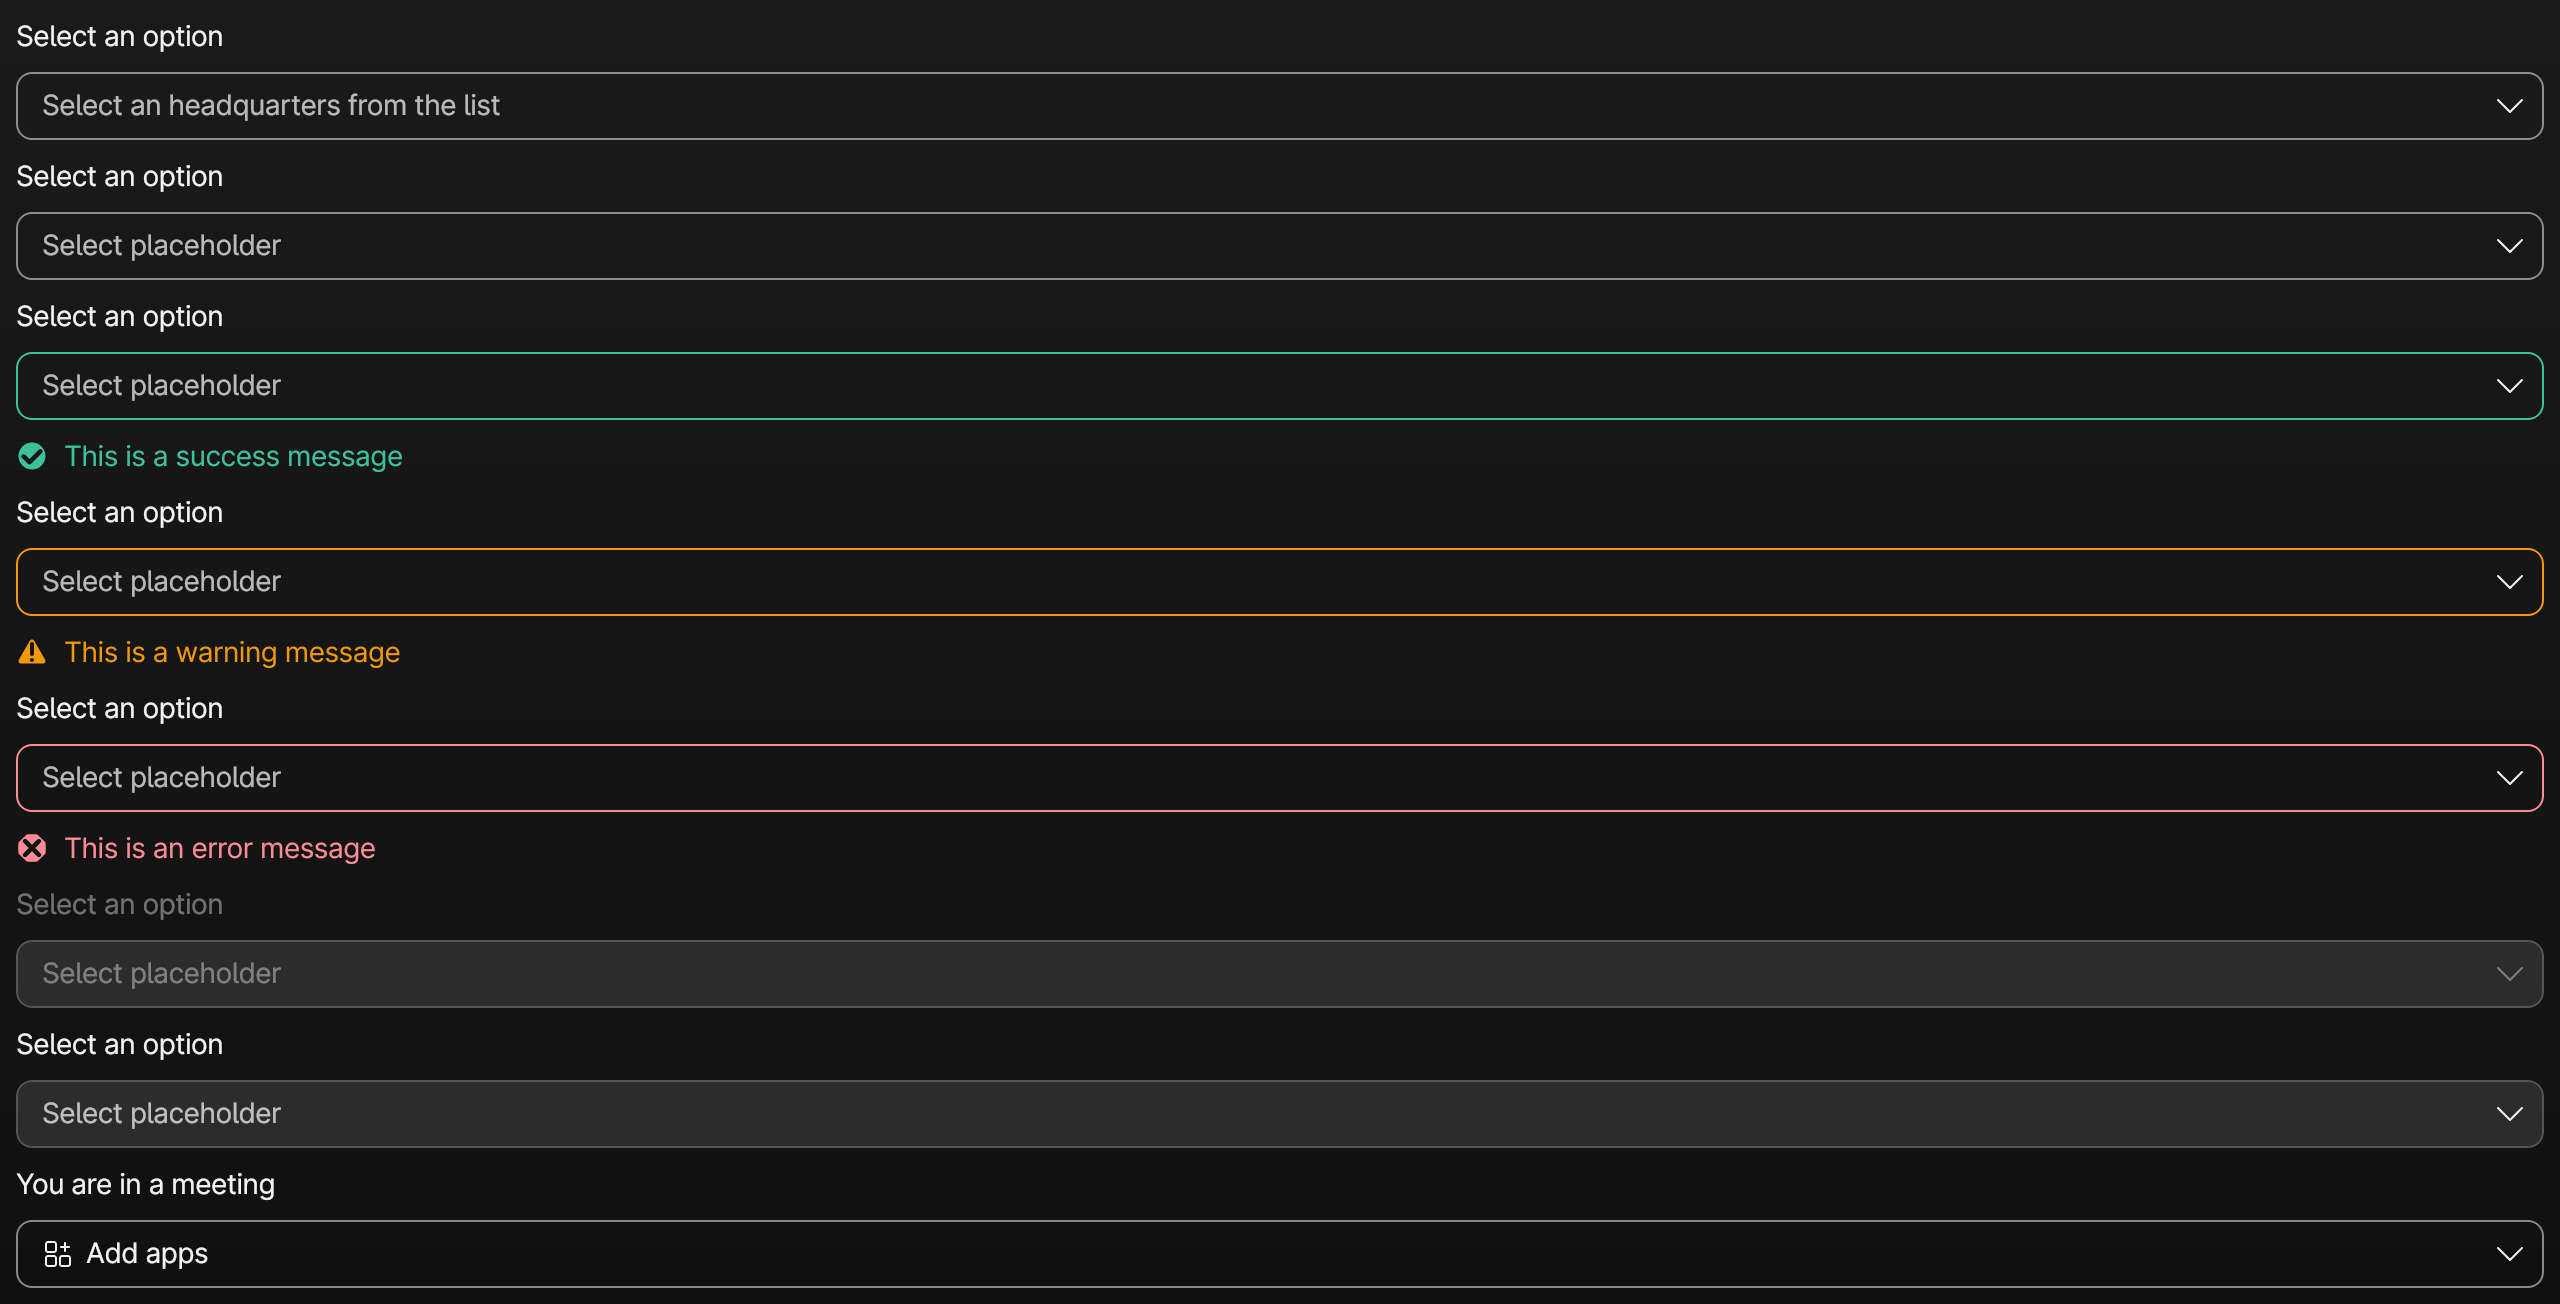 Select an option
Select an headquarters from the list
Select an option
Select placeholder
Select an option
Select placeholder
This is a success message
Select an option
Select placeholder
This is a warning message
Select an option
Select placeholder
This is an error message
Select an option
Select placeholder
Select an option
Select placeholder
You are in a meeting
Add apps